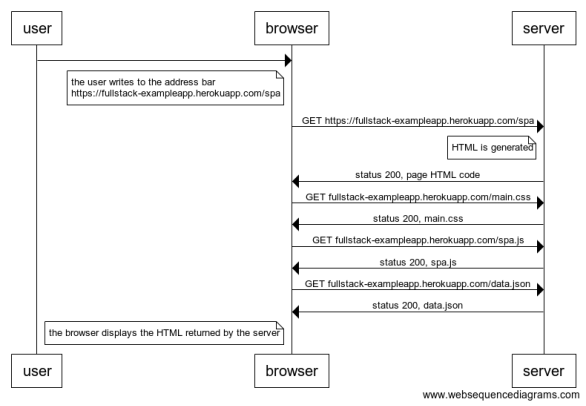 user browser server
the user writes to the address bar
https://fullstack-exampleapp.herokuapp.com/spa
GET https://fullstack-exampleapp.herokuapp.com/spa
HTML is generated
status 200, page HTML code
GET fullstack-exampleapp.herokuapp.com/main.css
status 200, main.css
GET fullstack-exampleapp.herokuapp.com/spa.js
status 200, spa.js
GET fullstack-exampleapp.herokuapp.com/data.json
status 200, data.json
the browser displays the HTML returned by the server
user browser server
www.websequencediagrams.com